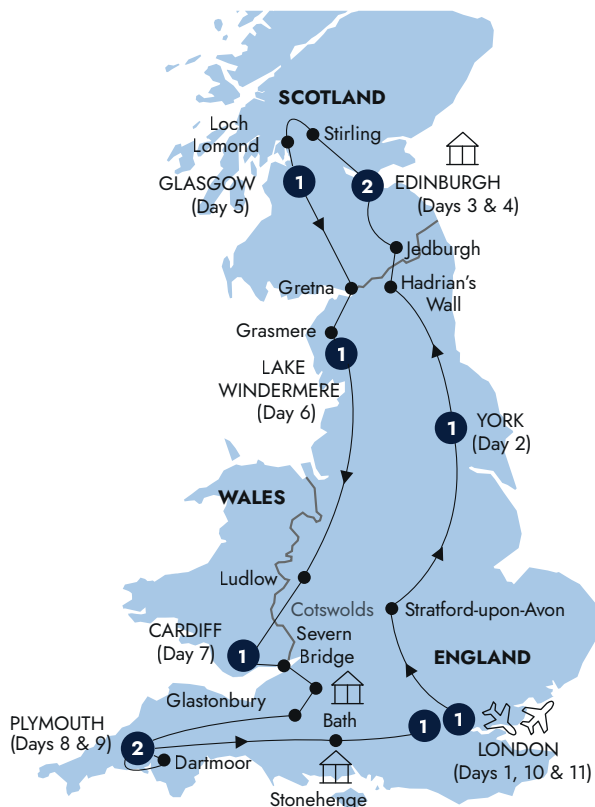 SCOTLAND
Loch
Lomond
Stirling
GLASGOW
(Day 5)
1
2
EDINBURGH
(Days 3 & 4)
Jedburgh
Gretna
Hadrian's
Wall
Grasmere
1
LAKE
WINDERMERE
(Day 6)
1
YORK
(Day 2)
WALES
Ludlow
Cotswolds
Stratford-upon-Avon
CARDIFF
(Day 7)
1
Severn
Bridge
ENGLAND
Glastonbury
PLYMOUTH
(Days 8 & 9)
2
Dartmoor
Bath
1
1
LONDON
(Days 1, 10 & 11)
Stonehenge